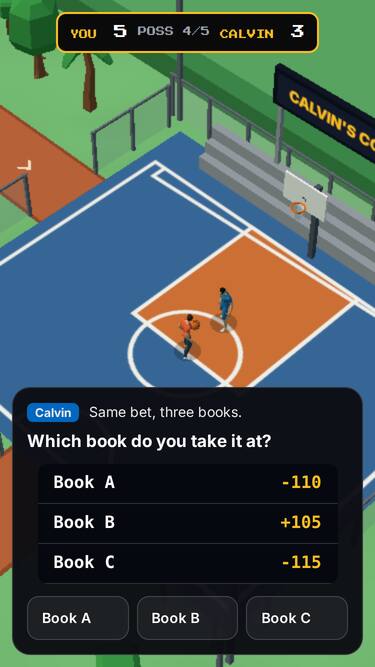 YOU 5 POSS 4/5 CALVIN 3
CALVIN'S
Calvin Same bet, three books.
Which book do you take it at?
Book A -110
Book B +105
Book C -115
Book A Book B Book C